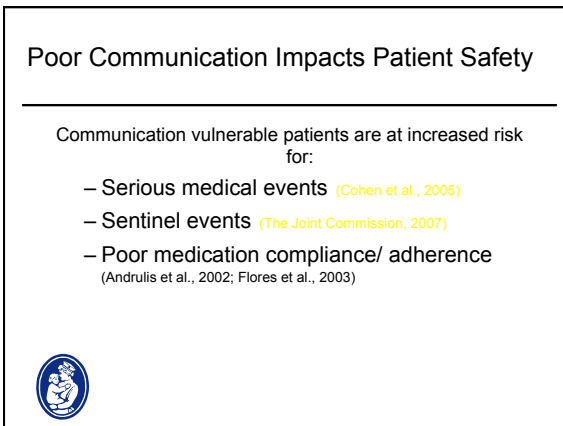 Poor Communication Impacts Patient Safety
Communication vulnerable patients are at increased risk
for:
– Serious medical events (Cohen et al., 2005)
– Sentinel events (The Joint Commission, 2007)
– Poor medication compliance/ adherence
(Andrulis et al., 2002; Flores et al., 2003)